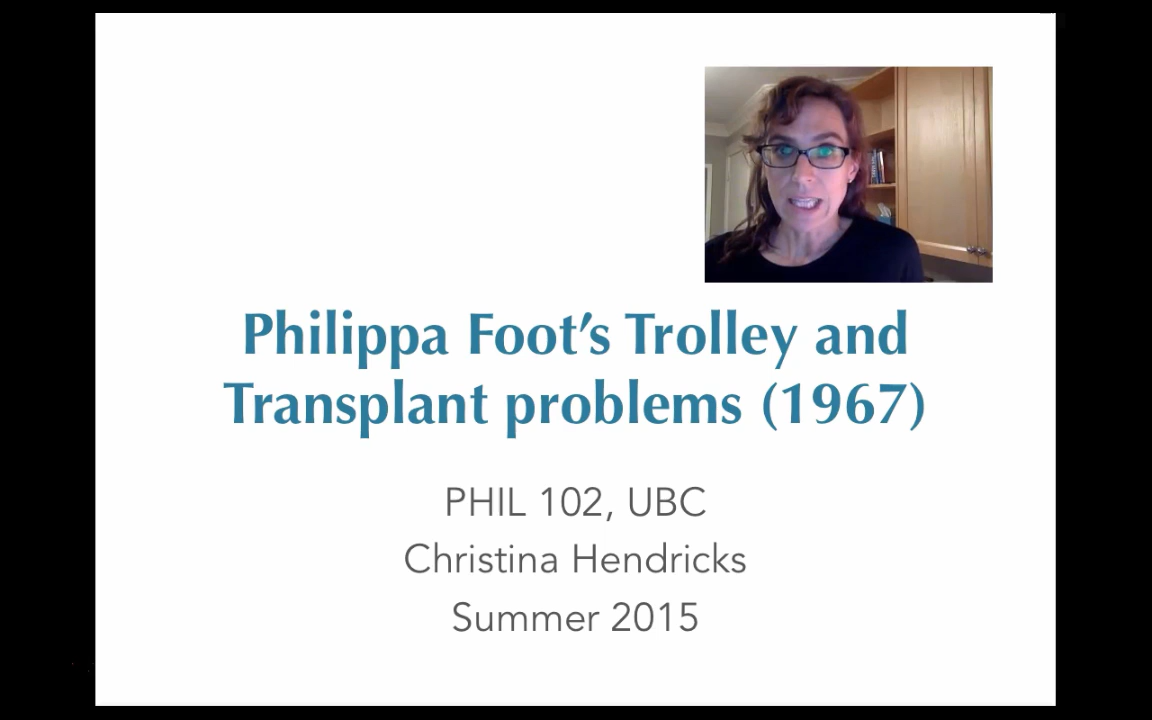 Philippa Foot’s Trolley and
Transplant problems (1967)
PHIL 102, UBC
Christina Hendricks
Summer 2015